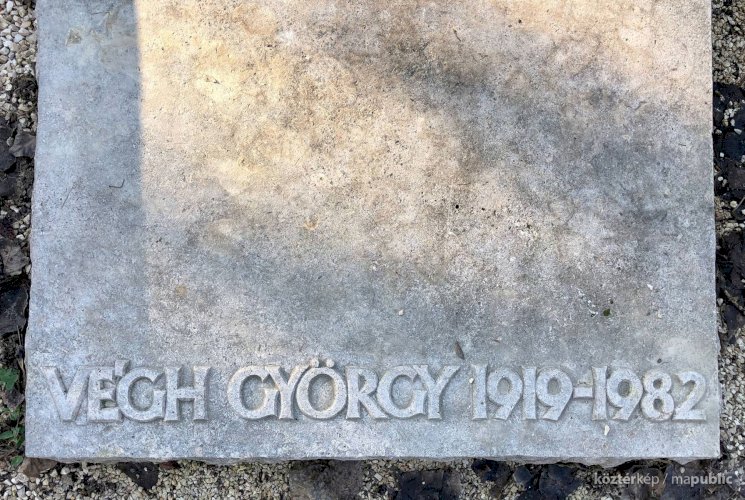 VÉGH GYÖRGY 1919-1982
köztérkép / mapublic